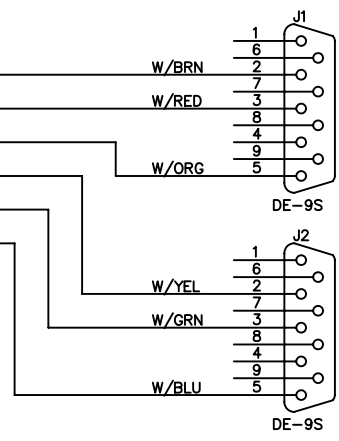 J1
1
6
W/BRN 2
7
W/RED 3
8
4
9
W/ORG 5
DE-9S
J2
1
6
W/YEL 2
7
W/GRN 3
8
4
9
W/BLU 5
DE-9S